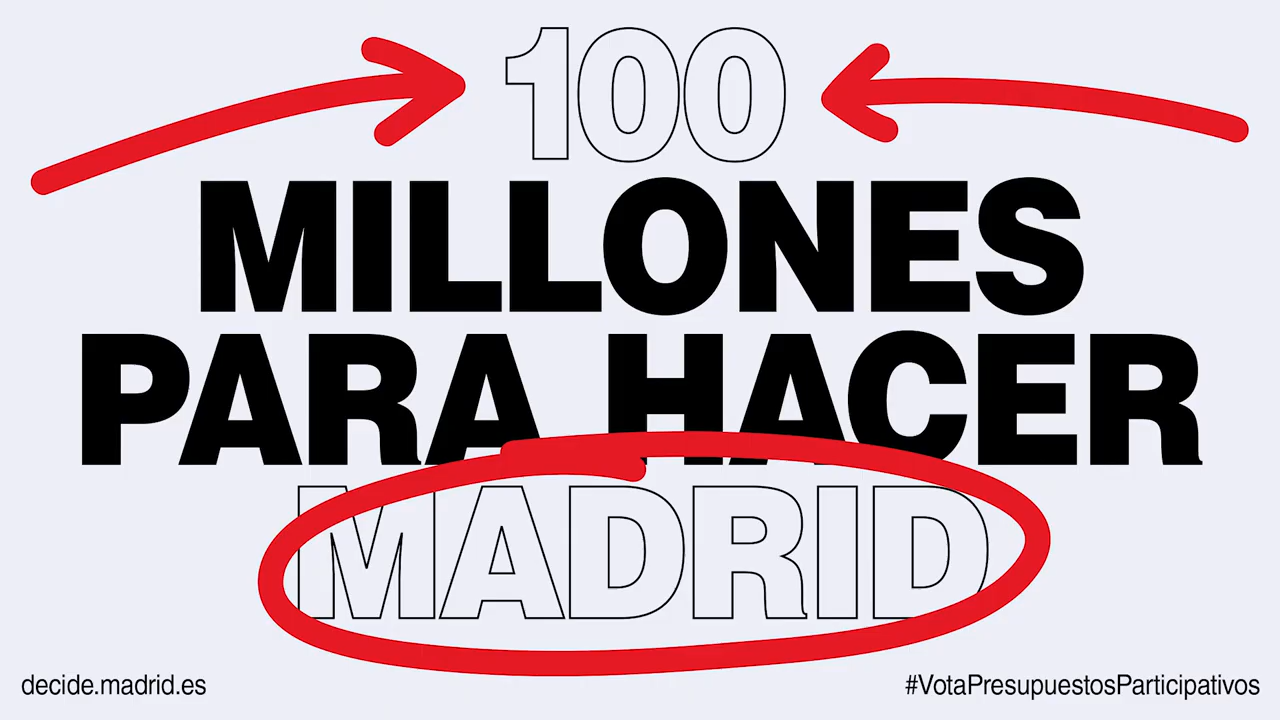 100
MILLONES
PARA HACER
MADRID
decide.madrid.es
#VotaPresupuestosParticipativos